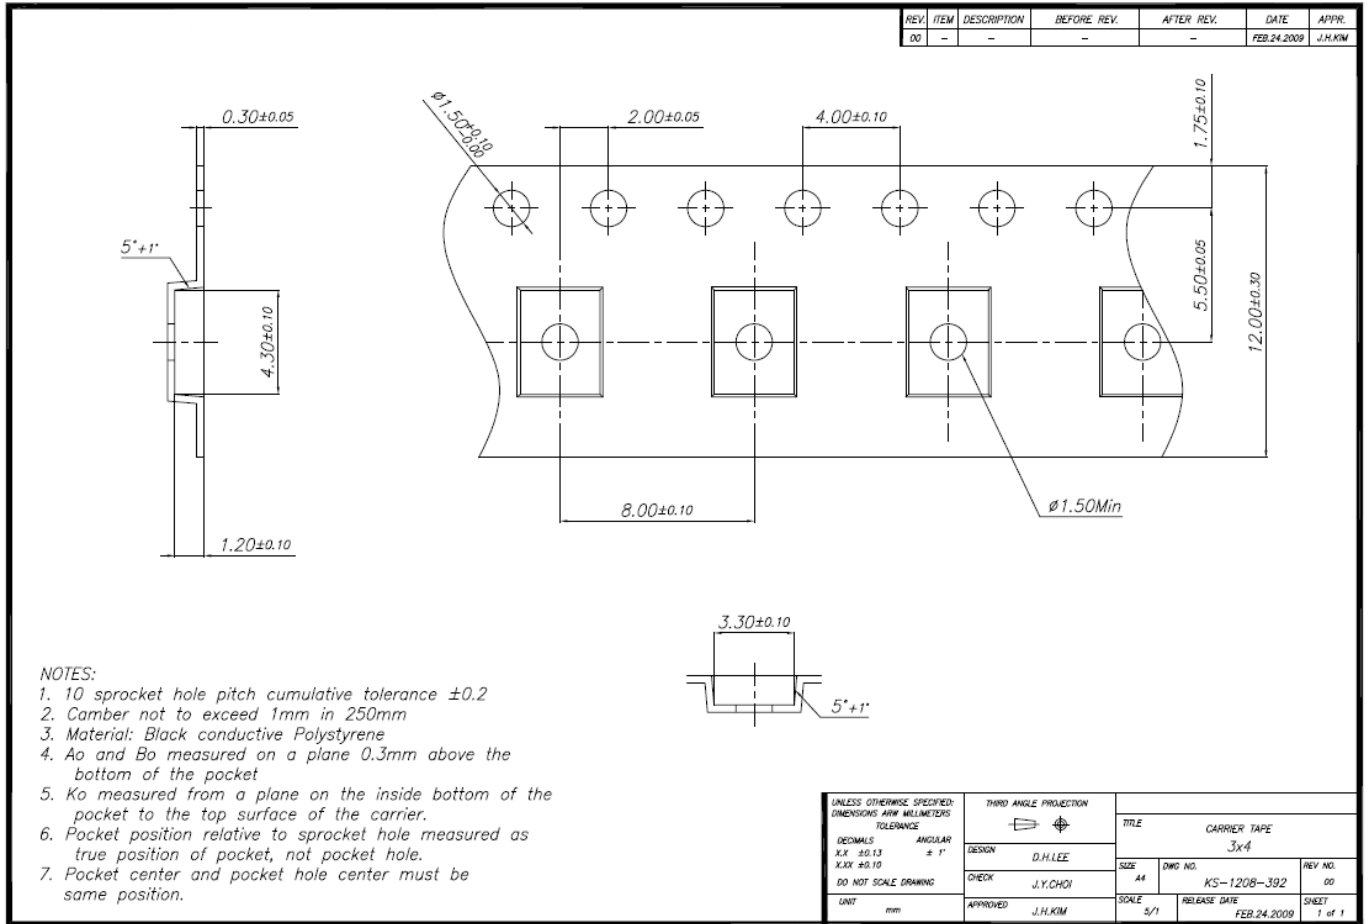 REV. ITEM DESCRIPTION BEFORE REV. AFTER REV. DATE APPR.
00 - - - - FEB.24.2009 J.H.KIM
0.30±0.05
ø1.50+0.10 -0.00
2.00±0.05
4.00±0.10
1.75±0.10
5°+1°
4.30±0.10
5.50±0.05
12.00±0.30
8.00±0.10
ø1.50Min
1.20±0.10
3.30±0.10
5°+1°
NOTES:
1. 10 sprocket hole pitch cumulative tolerance ±0.2
2. Camber not to exceed 1mm in 250mm
3. Material: Black conductive Polystyrene
4. Ao and Bo measured on a plane 0.3mm above the
bottom of the pocket
5. Ko measured from a plane on the inside bottom of the
pocket to the top surface of the carrier.
6. Pocket position relative to sprocket hole measured as
true position of pocket, not pocket hole.
7. Pocket center and pocket hole center must be
same position.
UNLESS OTHERWISE SPECIFIED:
DIMENSIONS ARW MILLIMETERS
TOLERANCE
DECIMALS ANGULAR
X.X ±0.13 ± 1°
X.XX ±0.10
DO NOT SCALE DRAWING
UNIT mm
THIRD ANGLE PROJECTION
DESIGN D.H.LEE
CHECK J.Y.CHOI
APPROVED J.H.KIM
TITLE CARRIER TAPE
3x4
SIZE A4
DWG NO. KS-1208-392
REV NO. 00
SCALE 5/1
RELEASE DATE FEB.24.2009
SHEET 1 of 1